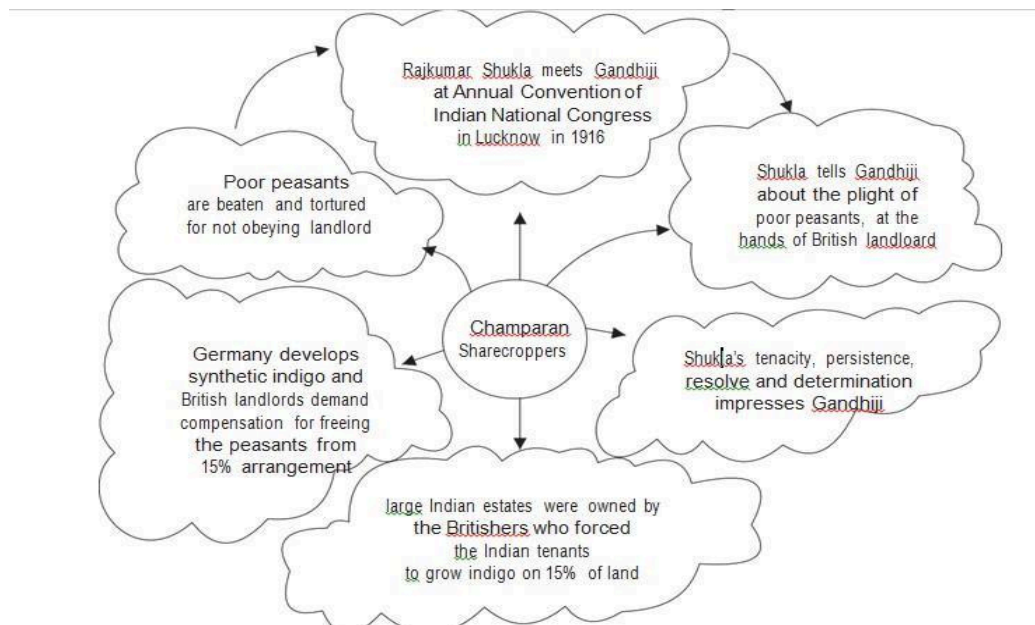 Rajkumar Shukla meets Gandhiji
at Annual Convention of
Indian National Congress
in Lucknow in 1916
Poor peasants
are beaten and tortured
for not obeying landlord
Shukla tells Gandhiji
about the plight of
poor peasants, at the
hands of British landloard
Champaran
Sharecroppers
Germany develops
synthetic indigo and
British landlords demand
compensation for freeing
the peasants from
15% arrangement
Shukla's tenacity, persistence,
resolve and determination
impresses Gandhiji
large Indian estates were owned by
the Britishers who forced
the Indian tenants
to grow indigo on 15% of land